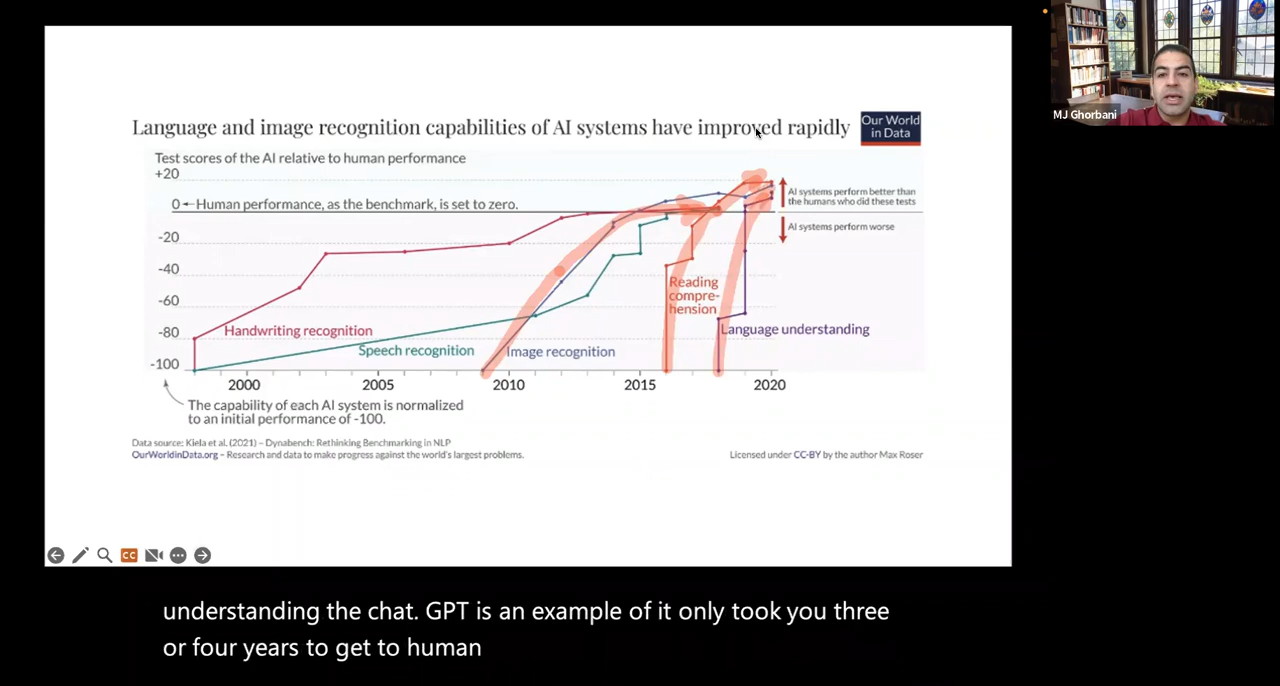 MJ Ghorbani
Language and image recognition capabilities of AI systems have improved rapidly
Our World
in Data
Test scores of the AI relative to human performance
+20
0 ←Human performance, as the benchmark, is set to zero.
AI systems perform better than
the humans who did these tests
-20
AI systems perform worse
-40
Reading
compre-
hension
-60
-80
Handwriting recognition
Language understanding
Speech recognition
Image recognition
-100
2000
2005
2010
2015
2020
The capability of each AI system is normalized
to an initial performance of -100.
Data source: Kiela et al. (2021) – Dynabench: Rethinking Benchmarking in NLP
OurWorldinData.org – Research and data to make progress against the world's largest problems.
Licensed under CC-BY by the author Max Roser
CC
understanding the chat. GPT is an example of it only took you three
or four years to get to human